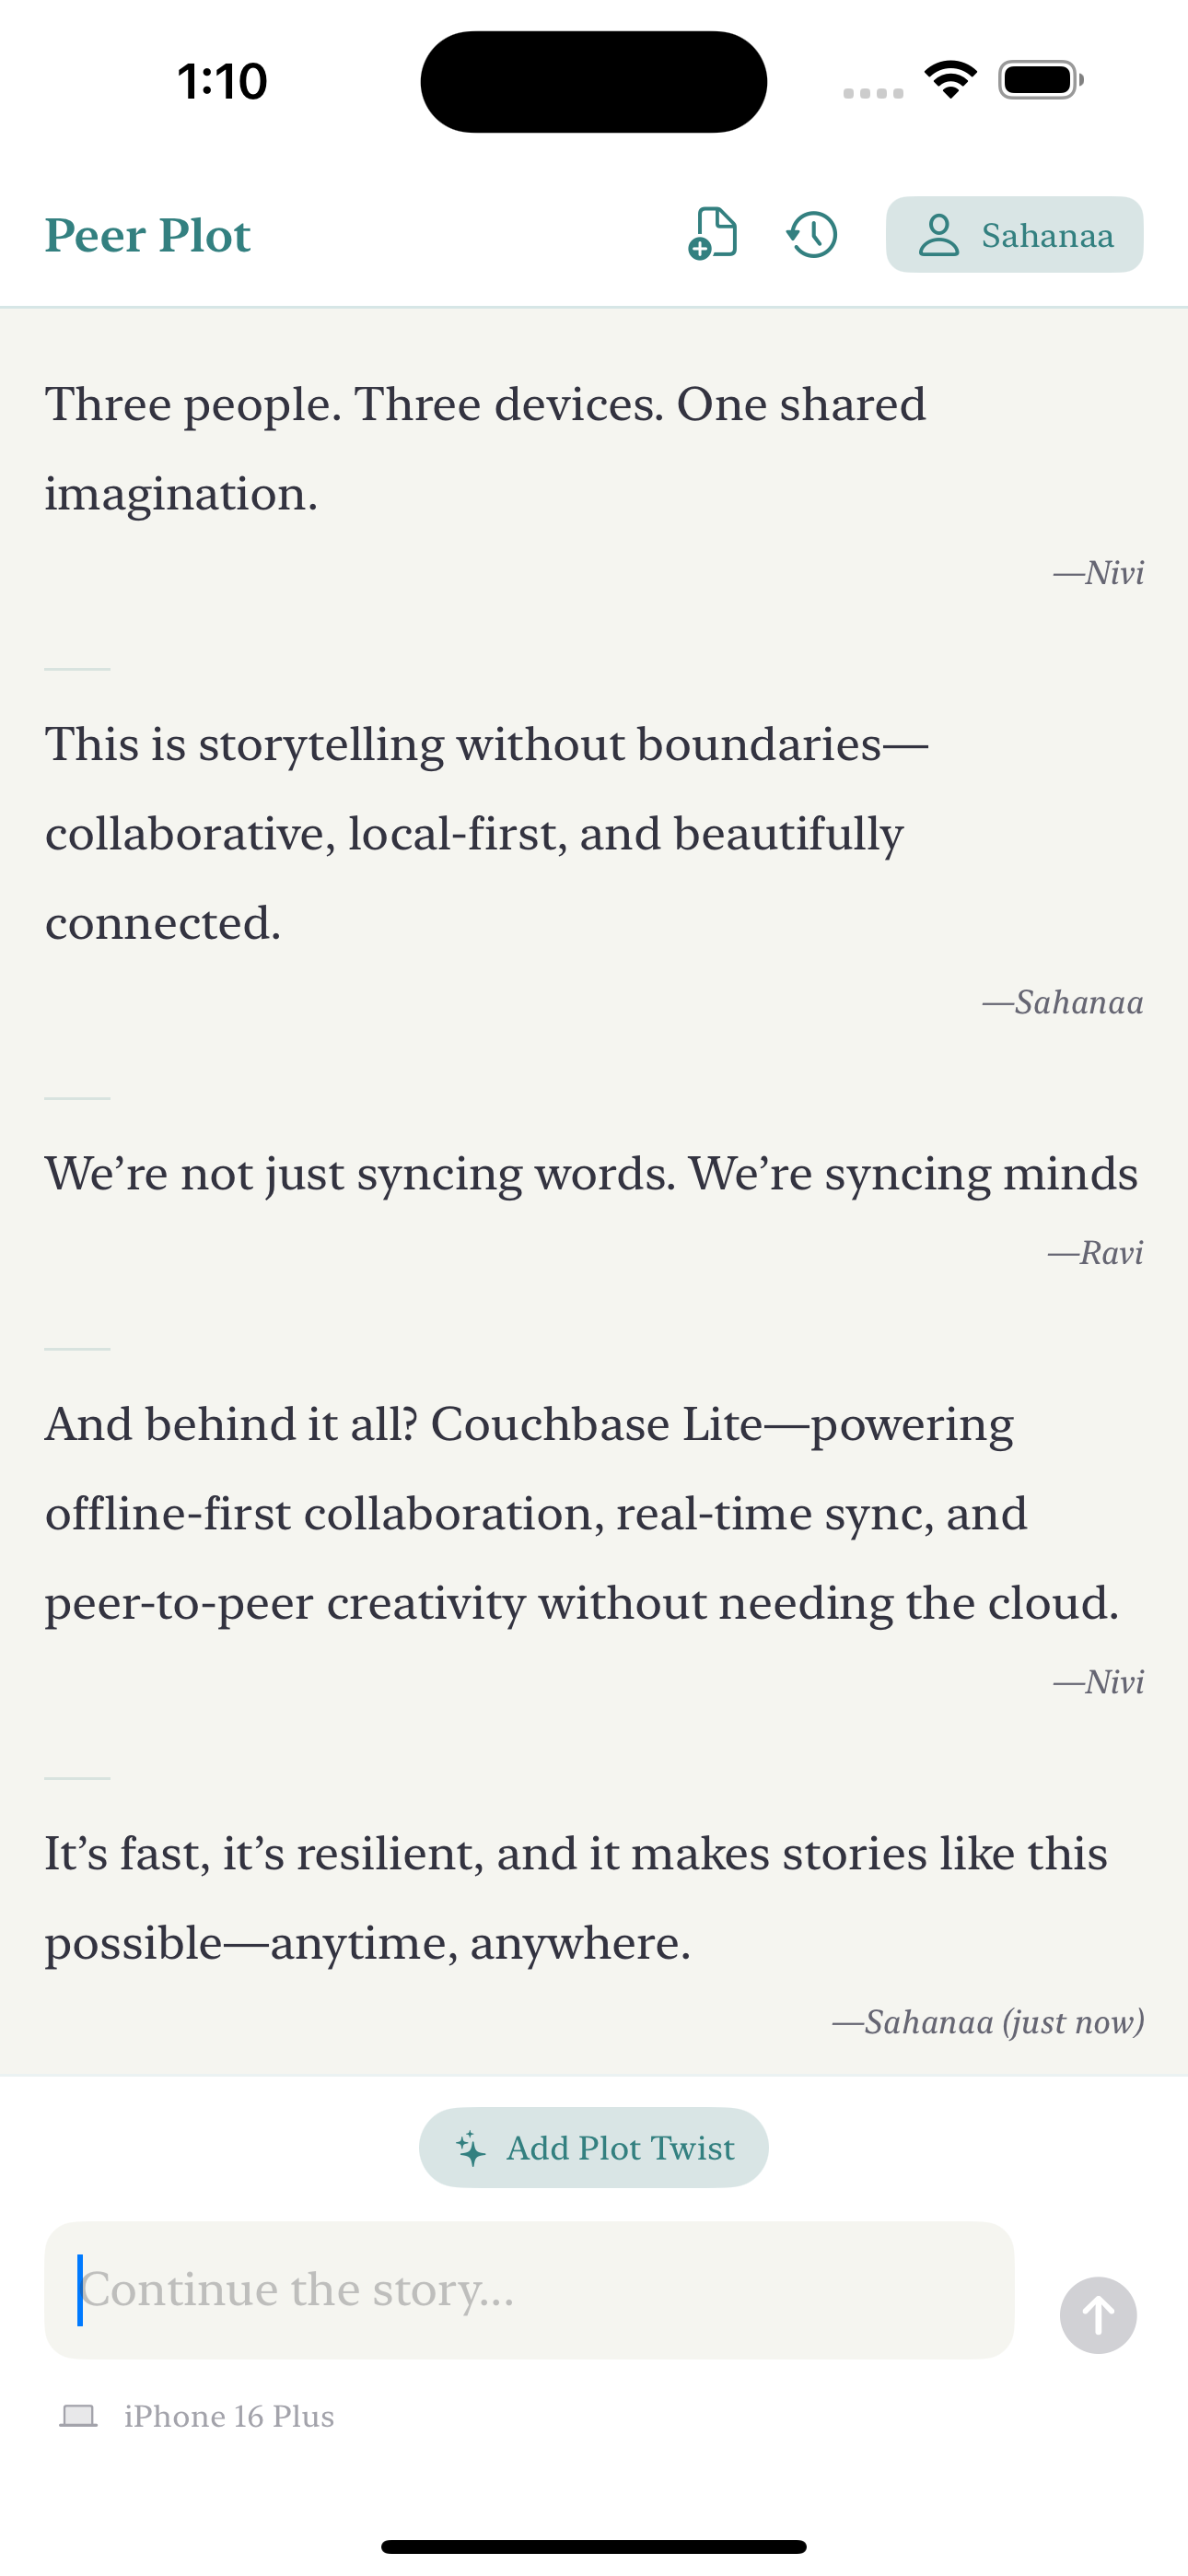 1:10
Peer Plot
Sahanaa
Three people. Three devices. One shared
imagination.
—Nivi
This is storytelling without boundaries—
collaborative, local-first, and beautifully
connected.
—Sahanaa
We’re not just syncing words. We’re syncing minds
—Ravi
And behind it all? Couchbase Lite—powering
offline-first collaboration, real-time sync, and
peer-to-peer creativity without needing the cloud.
—Nivi
It’s fast, it’s resilient, and it makes stories like this
possible—anytime, anywhere.
—Sahanaa (just now)
Add Plot Twist
Continue the story...
iPhone 16 Plus